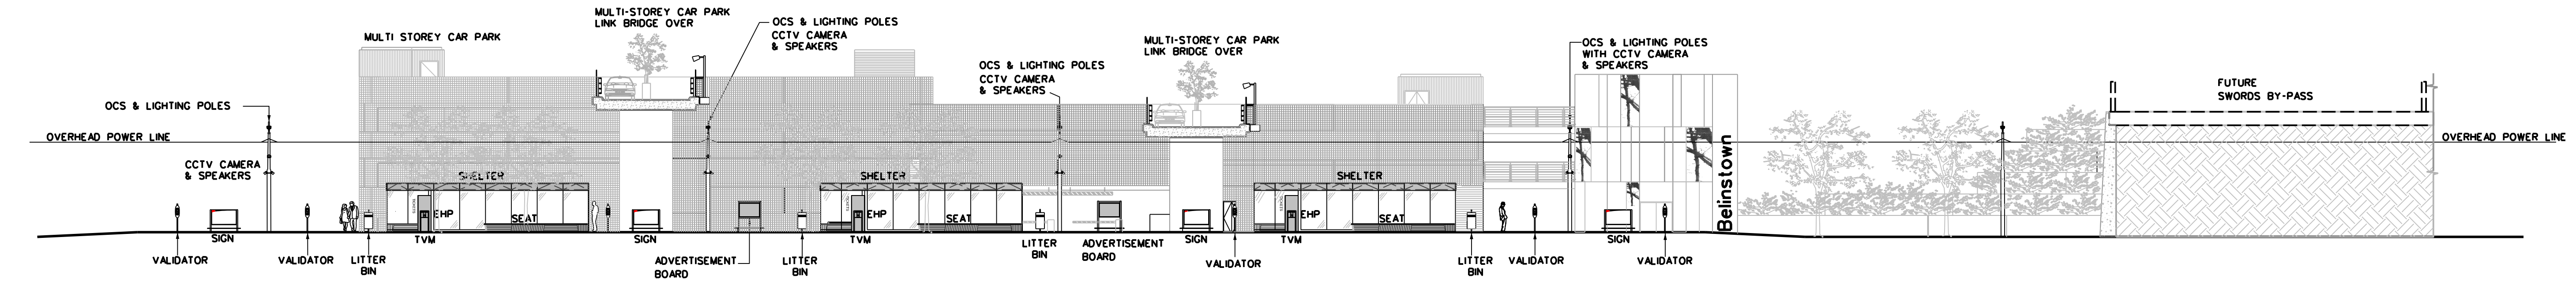 MULTI STOREY CAR PARK
MULTI-STOREY CAR PARK
LINK BRIDGE OVER
OCS & LIGHTING POLES
CCTV CAMERA
& SPEAKERS
OCS & LIGHTING POLES
CCTV CAMERA
& SPEAKERS
MULTI-STOREY CAR PARK
LINK BRIDGE OVER
OCS & LIGHTING POLES
WITH CCTV CAMERA
& SPEAKERS
FUTURE
SWORDS BY-PASS
OCS & LIGHTING POLES
OVERHEAD POWER LINE
OVERHEAD POWER LINE
CCTV CAMERA
& SPEAKERS
SHELTER
SHELTER
SHELTER
Belinstown
TICKETS
EHP
SEAT
TICKETS
EHP
SEAT
TICKETS
EHP
SEAT
SIGN
TVM
SIGN
TVM
SIGN
TVM
SIGN
VALIDATOR
VALIDATOR
LITTER
BIN
ADVERTISEMENT
BOARD
LITTER
BIN
LITTER
BIN
ADVERTISEMENT
BOARD
VALIDATOR
LITTER
BIN
VALIDATOR
VALIDATOR